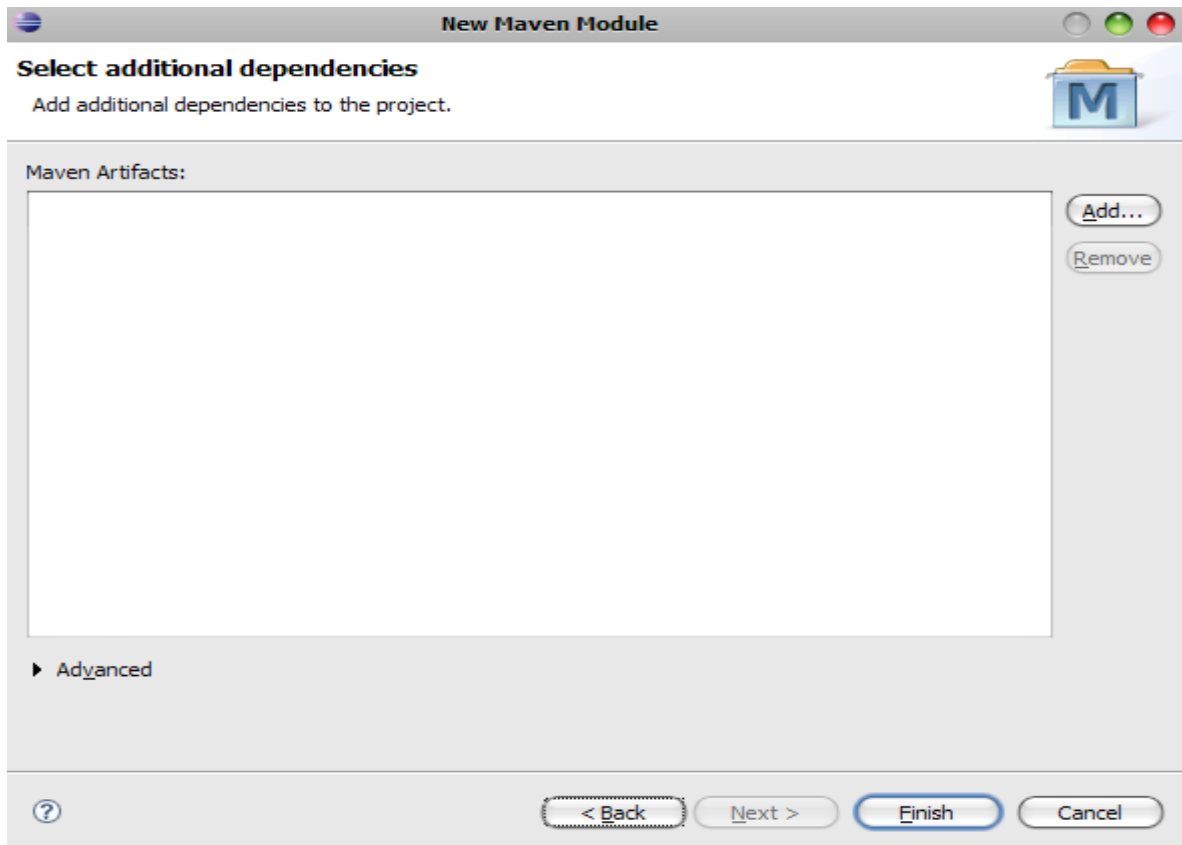 New Maven Module
Select additional dependencies
Add additional dependencies to the project.
M
Maven Artifacts:
Add...
Remove
Advanced
?
< Back
Next >
Finish
Cancel